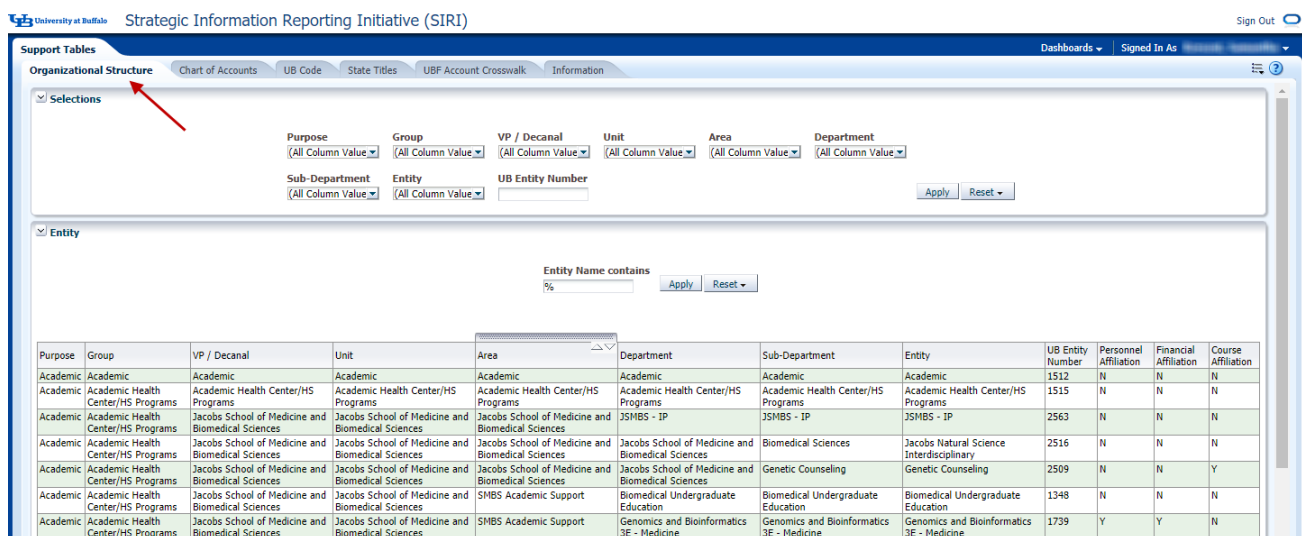 University at Buffalo Strategic Information Reporting Initiative (SIRI) Sign Out
Support Tables Dashboards Signed In As
Organizational Structure Chart of Accounts UB Code State Titles UBF Account Crosswalk Information
Selections
Purpose Group VP / Decanal Unit Area Department
(All Column Value (All Column Value (All Column Value (All Column Value (All Column Value (All Column Value
Sub-Department Entity UB Entity Number
(All Column Value (All Column Value Apply Reset
Entity
Entity Name contains
% Apply Reset
Purpose Group VP / Decanal Unit Area Department Sub-Department Entity UB Entity Number Personnel Affiliation Financial Affiliation Course Affiliation
Academic Academic Academic Academic Academic Academic Academic Academic 1512 N N N
Academic Academic Health Center/HS Programs Academic Health Center/HS Programs Academic Health Center/HS Programs Academic Health Center/HS Programs Academic Health Center/HS Programs Academic Health Center/HS Programs Academic Health Center/HS Programs 1515 N N N
Academic Academic Health Center/HS Programs Jacobs School of Medicine and Biomedical Sciences Jacobs School of Medicine and Biomedical Sciences Jacobs School of Medicine and Biomedical Sciences JSMBS - IP JSMBS - IP JSMBS - IP 2563 N N N
Academic Academic Health Center/HS Programs Jacobs School of Medicine and Biomedical Sciences Jacobs School of Medicine and Biomedical Sciences Jacobs School of Medicine and Biomedical Sciences Jacobs School of Medicine and Biomedical Sciences Biomedical Sciences Jacobs Natural Science Interdisciplinary 2516 N N N
Academic Academic Health Center/HS Programs Jacobs School of Medicine and Biomedical Sciences Jacobs School of Medicine and Biomedical Sciences Jacobs School of Medicine and Biomedical Sciences Jacobs School of Medicine and Biomedical Sciences Genetic Counseling Genetic Counseling 2509 N N Y
Academic Academic Health Center/HS Programs Jacobs School of Medicine and Biomedical Sciences Jacobs School of Medicine and Biomedical Sciences SMBS Academic Support Biomedical Undergraduate Education Biomedical Undergraduate Education Biomedical Undergraduate Education 1348 N N N
Academic Academic Health Center/HS Programs Jacobs School of Medicine and Biomedical Sciences Jacobs School of Medicine and Biomedical Sciences SMBS Academic Support Genomics and Bioinformatics 3E - Medicine Genomics and Bioinformatics 3E - Medicine Genomics and Bioinformatics 3E - Medicine 1739 Y Y N